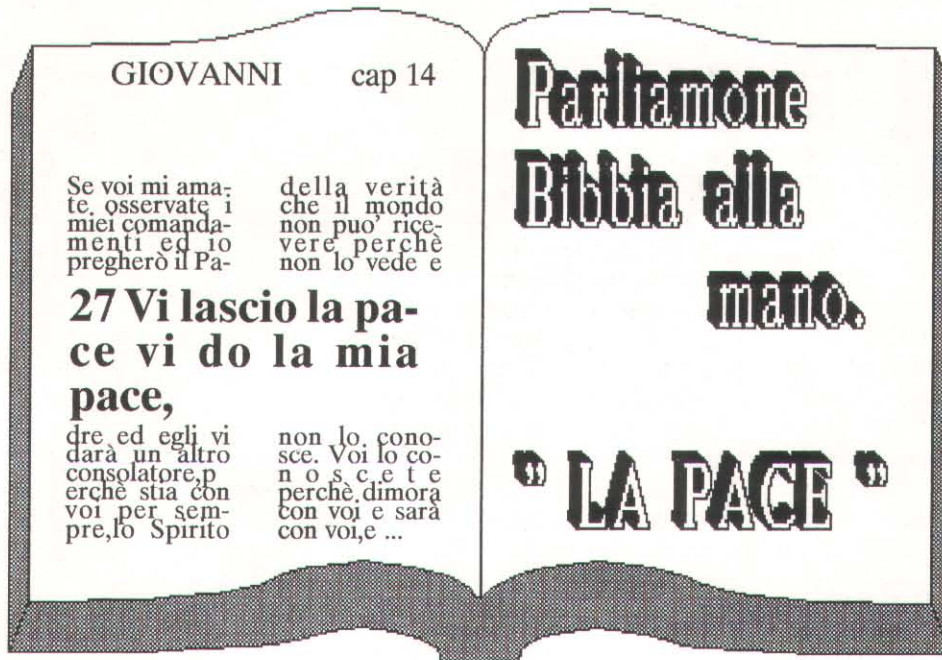 GIOVANNI cap 14
Se voi mi ama-
te. osservate i
miei comanda-
menti ed io
pregherò il Pa-
della verità
che il mondo
non puo' rice-
vere perchè
non lo vede e
27 Vi lascio la pa-
ce vi do la mia
pace,
dre ed egli vi
darà un altro
consolatore,p
erchè stia con
voi per sem-
pre,lo Spirito
non lo. cono-
sce. Voi lo co-
n o s c e t e
perchè.dimora
con voi e sarà
con voi,e ...
Parliamone
Bibbia alla
mano.
" LA PACE "